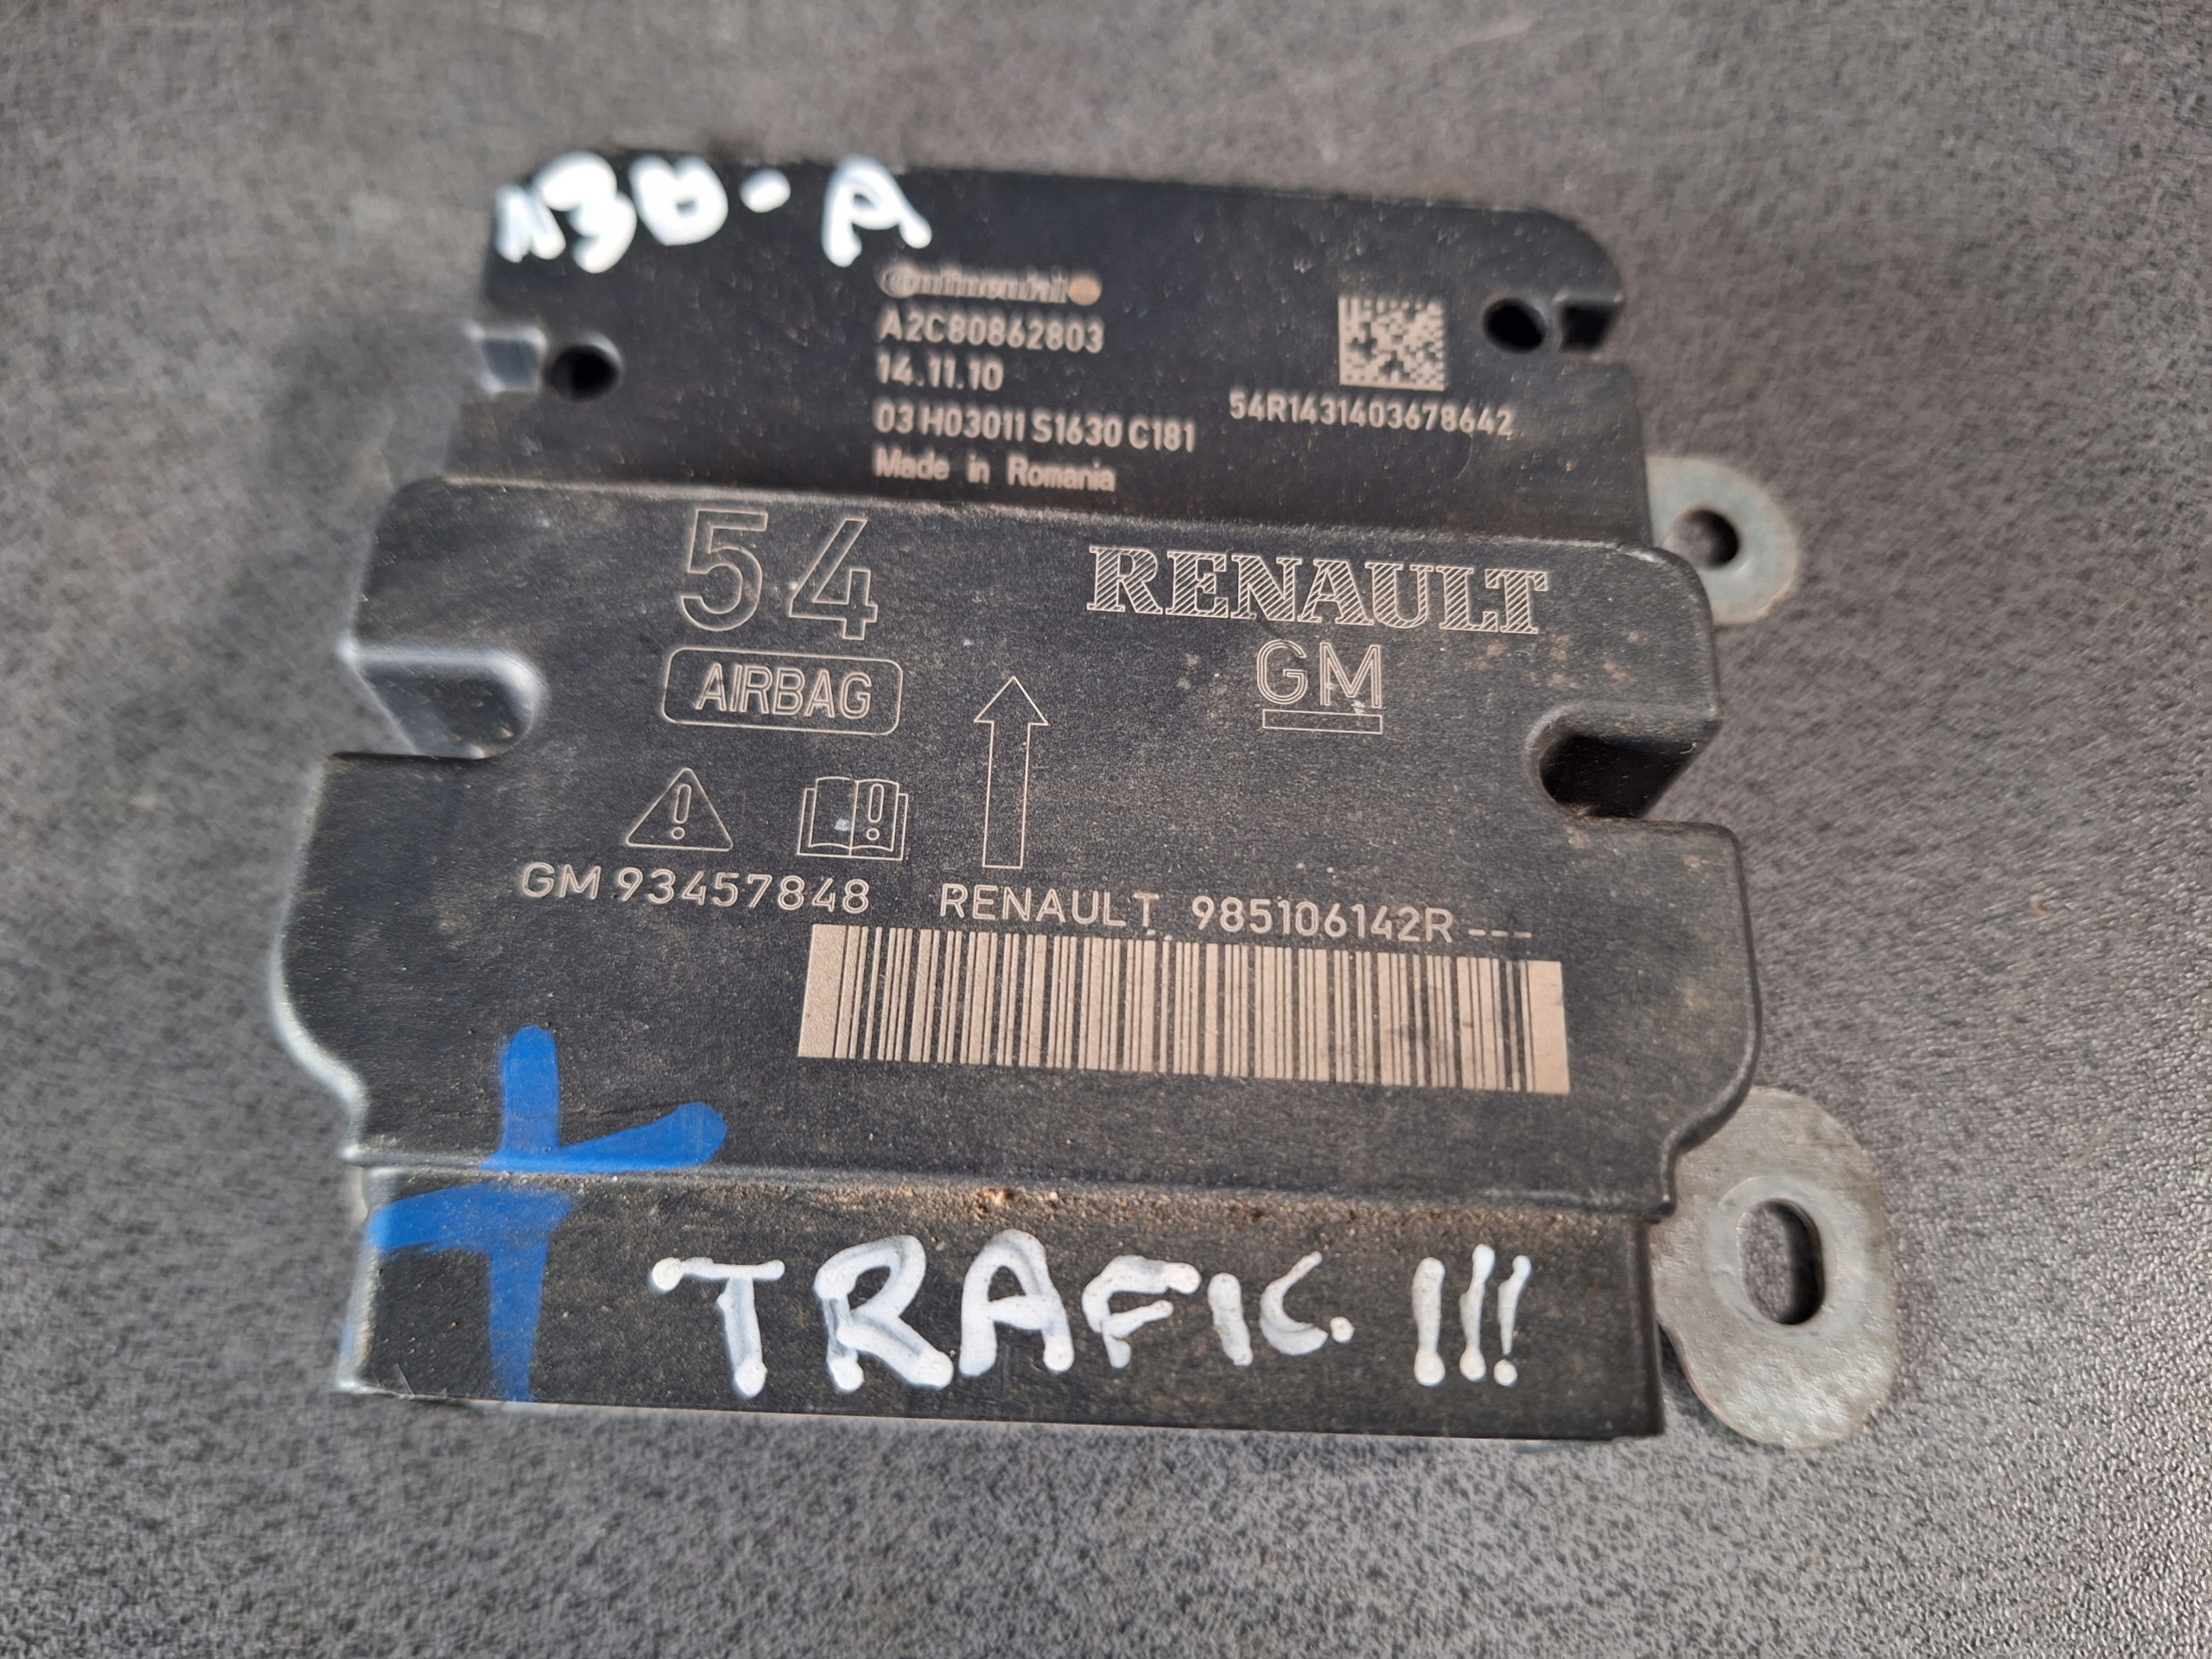 N30-A
Continental
A2C80862803
14.11.10
03 H03011 S1630 C181
Made in Romania
54R1431403678642
54
AIRBAG
RENAULT
GM
GM 93457848 RENAULT 985106142R ---
TRAFIC. !!!